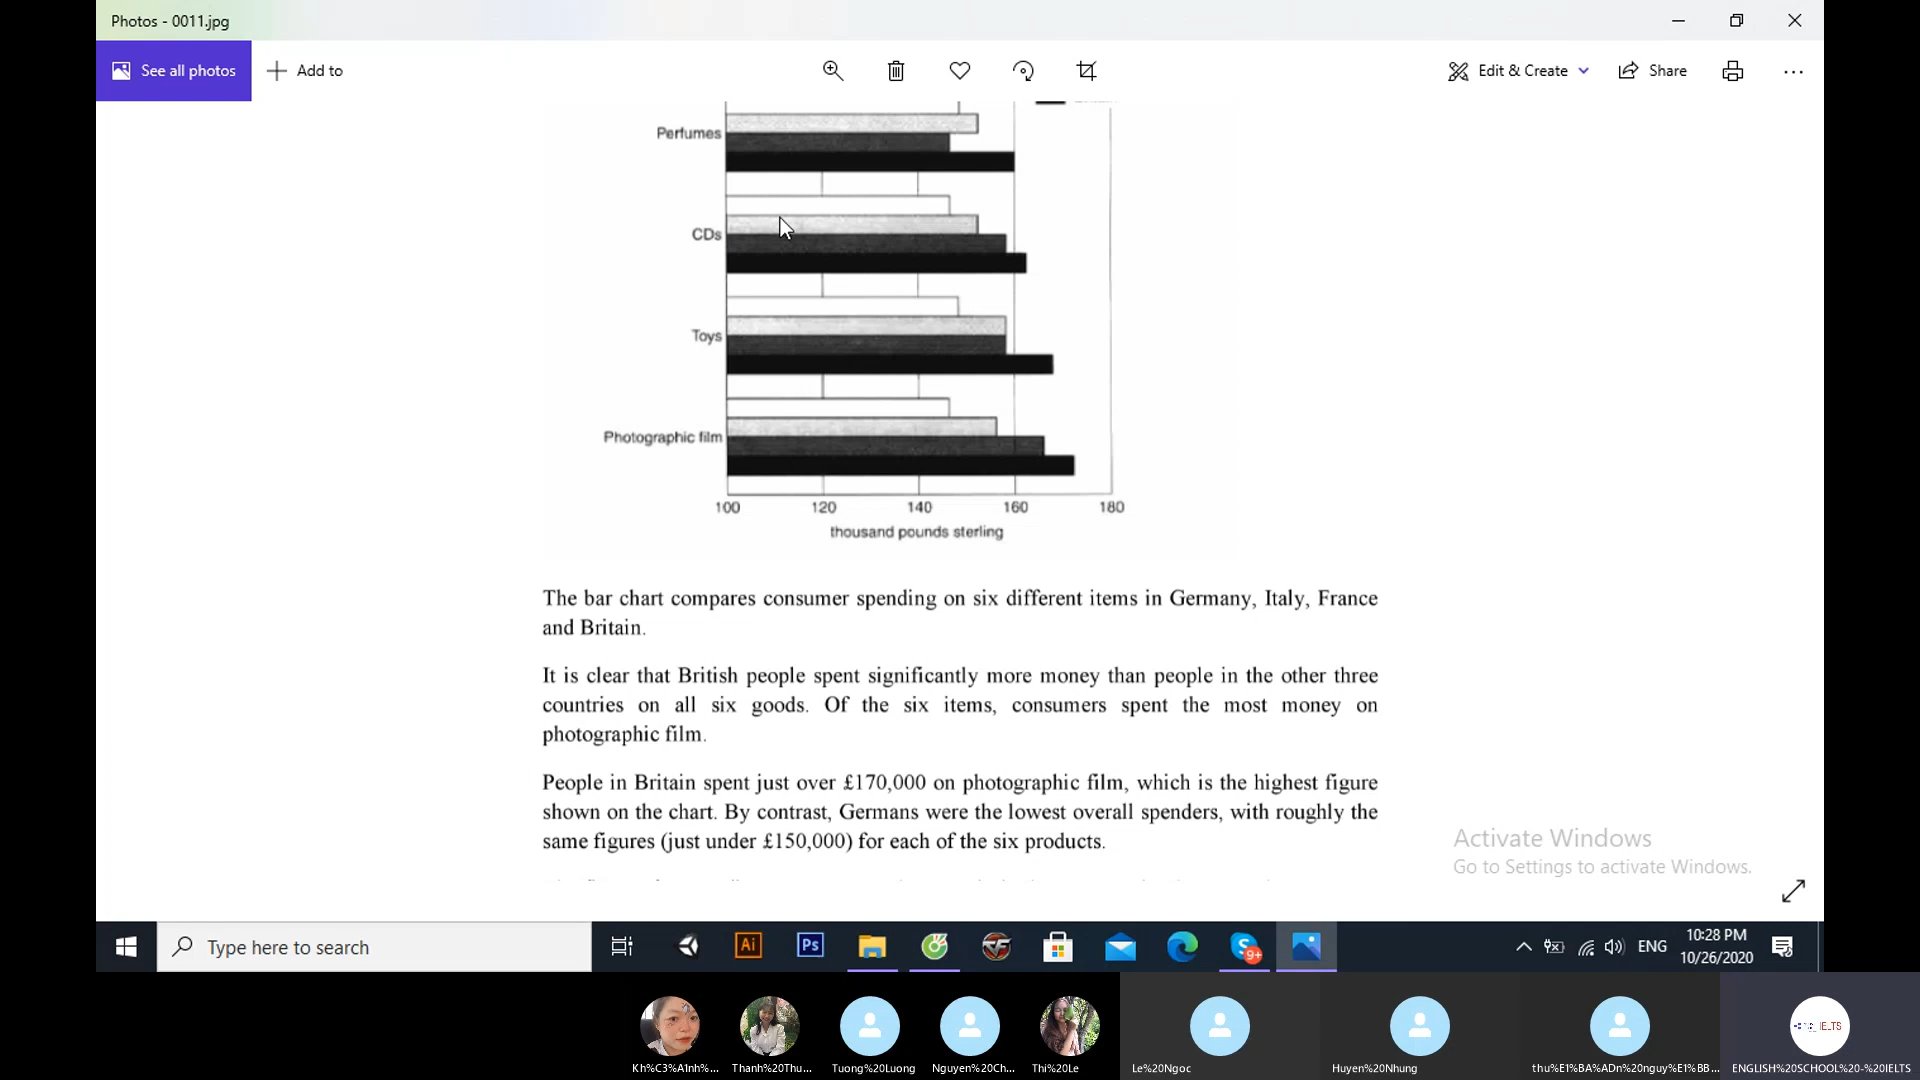 Photos - 0011.jpg
See all photos
Add to
Edit & Create
Share
Perfumes
CDs
Toys
Photographic film
100 120 140 160 180
thousand pounds sterling
The bar chart compares consumer spending on six different items in Germany, Italy, France
and Britain.
It is clear that British people spent significantly more money than people in the other three
countries on all six goods. Of the six items, consumers spent the most money on
photographic film.
People in Britain spent just over £170,000 on photographic film, which is the highest figure
shown on the chart. By contrast, Germans were the lowest overall spenders, with roughly the
same figures (just under £150,000) for each of the six products.
Activate Windows
Go to Settings to activate Windows.
Type here to search
Ai
Ps
S
9+
ENG
10:28 PM
10/26/2020
IELTS
Kh%C3%A1nh%...
Thanh%20Thu...
Tuong%20Luong
Nguyen%20Ch...
Thi%20Le
Le%20Ngoc
Huyen%20Nhung
thu%E1%BA%ADn%20nguy%E1%BB...
ENGLISH%20SCHOOL%20-%20IELTS